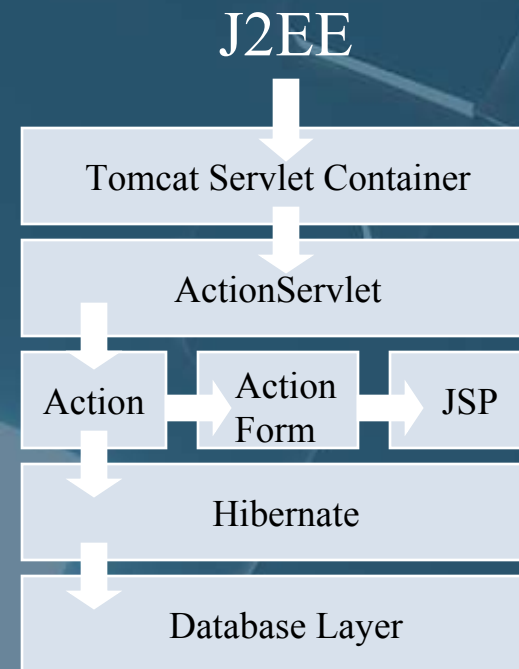 J2EE
Tomcat Servlet Container
ActionServlet
Action
Action
Form
JSP
Hibernate
Database Layer